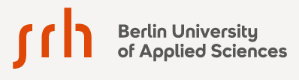 srh
Berlin University
of Applied Sciences